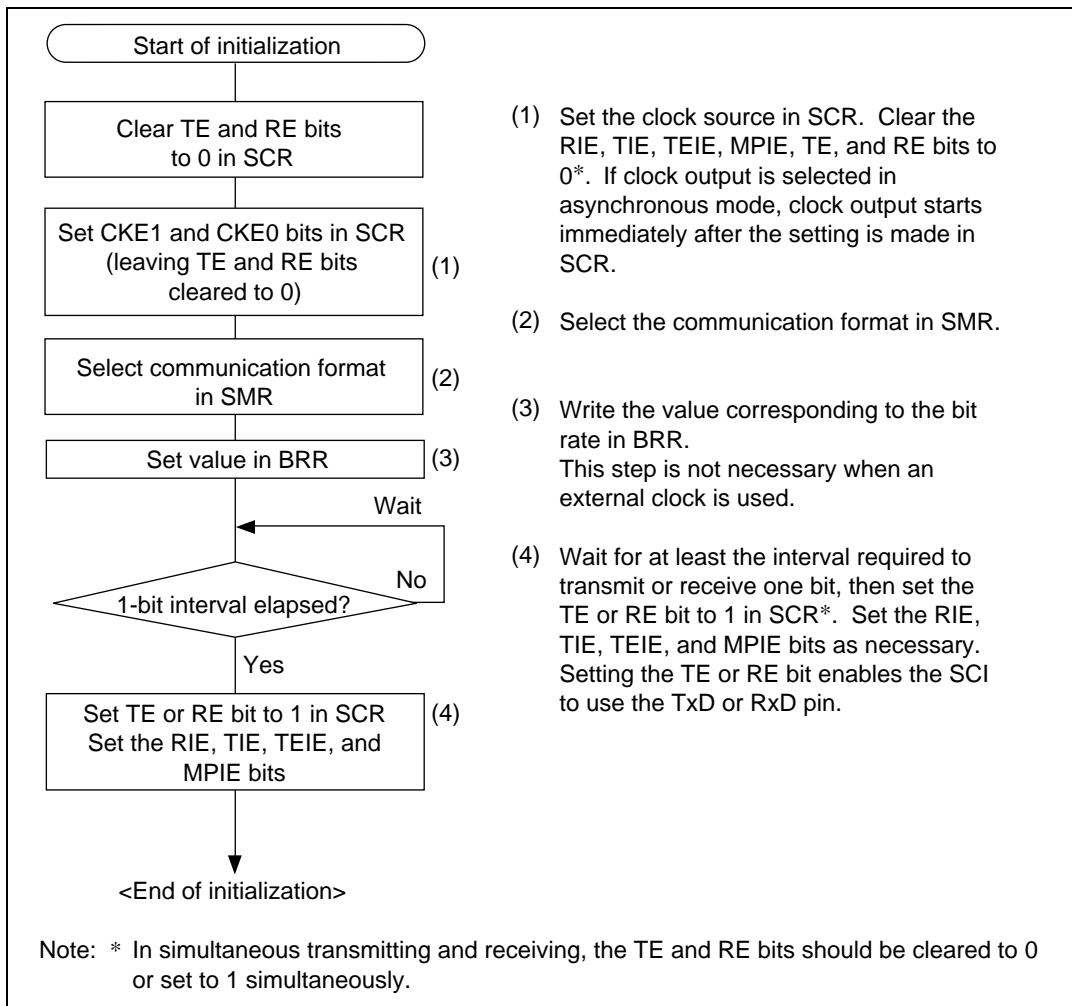 Start of initialization
Clear TE and RE bits
to 0 in SCR
Set CKE1 and CKE0 bits in SCR
(leaving TE and RE bits
cleared to 0)
(1)
Select communication format
in SMR
(2)
Set value in BRR
(3)
Wait
No
1-bit interval elapsed?
Yes
Set TE or RE bit to 1 in SCR
Set the RIE, TIE, TEIE, and
MPIE bits
(4)
<End of initialization>
(1) Set the clock source in SCR. Clear the
RIE, TIE, TEIE, MPIE, TE, and RE bits to
0*. If clock output is selected in
asynchronous mode, clock output starts
immediately after the setting is made in
SCR.
(2) Select the communication format in SMR.
(3) Write the value corresponding to the bit
rate in BRR.
This step is not necessary when an
external clock is used.
(4) Wait for at least the interval required to
transmit or receive one bit, then set the
TE or RE bit to 1 in SCR*. Set the RIE,
TIE, TEIE, and MPIE bits as necessary.
Setting the TE or RE bit enables the SCI
to use the TxD or RxD pin.
Note: * In simultaneous transmitting and receiving, the TE and RE bits should be cleared to 0
or set to 1 simultaneously.